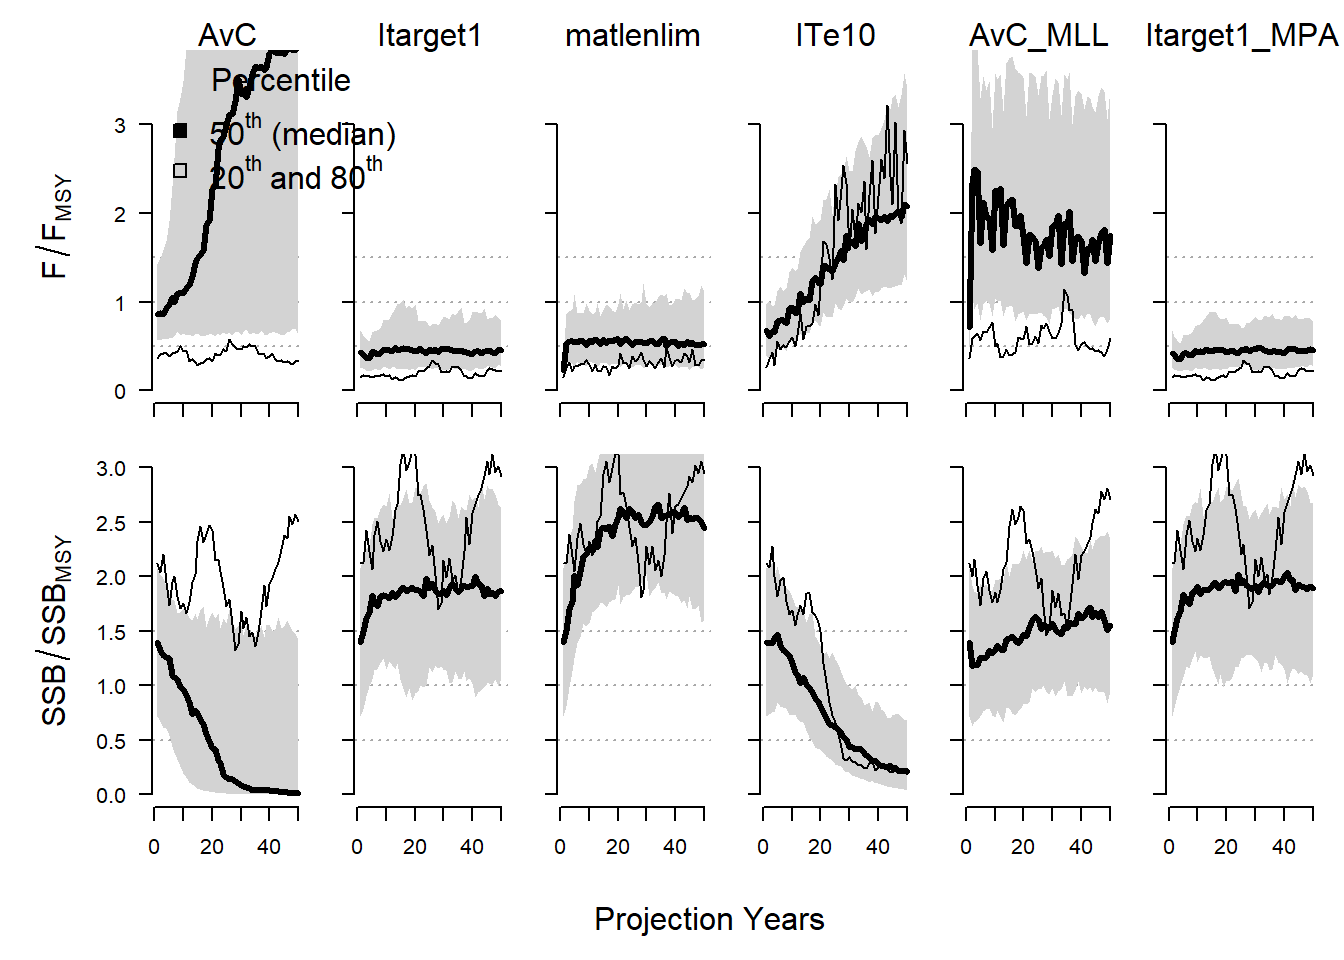 AvC Itarget1 matlenlim ITe10 AvC_MLL Itarget1_MPA
Percentile
50th (median)
20th and 80th
F/FMSY
3
2
1
0
SSB/SSBMSY
3.0
2.5
2.0
1.5
1.0
0.5
0.0
0 20 40 0 20 40 0 20 40 0 20 40 0 20 40 0 20 40
Projection Years